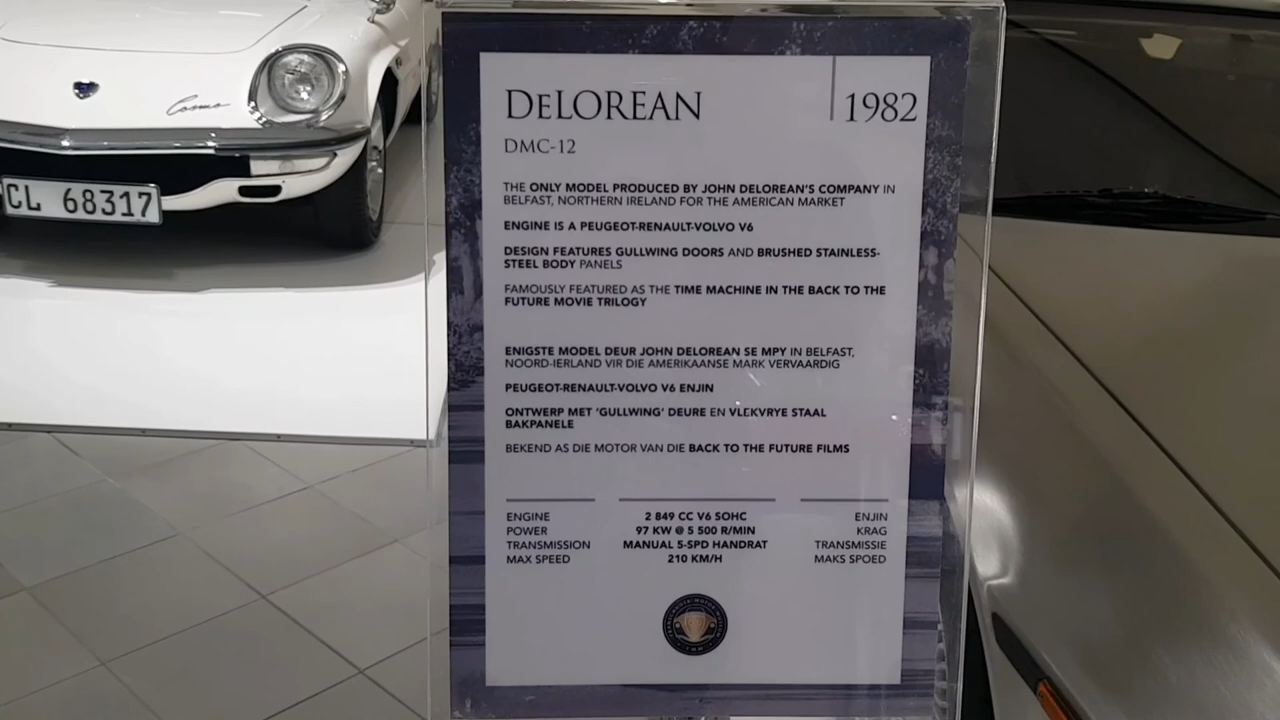 Cosmo
CL 68317
DELOREAN
1982
DMC-12
THE ONLY MODEL PRODUCED BY JOHN DELOREAN'S COMPANY IN
BELFAST, NORTHERN IRELAND FOR THE AMERICAN MARKET
ENGINE IS A PEUGEOT-RENAULT-VOLVO V6
DESIGN FEATURES GULLWING DOORS AND BRUSHED STAINLESS-
STEEL BODY PANELS
FAMOUSLY FEATURED AS THE TIME MACHINE IN THE BACK TO THE
FUTURE MOVIE TRILOGY
ENIGSTE MODEL DEUR JOHN DELOREAN SE MPY IN BELFAST,
NOORD-IERLAND VIR DIE AMERIKAANSE MARK VERVAARDIG
PEUGEOT-RENAULT-VOLVO V6 ENJIN
ONTWERP MET 'GULLWING' DEURE EN VLEKVRYE STAAL
BAKPANELE
BEKEND AS DIE MOTOR VAN DIE BACK TO THE FUTURE FILMS
ENGINE 2 849 CC V6 SOHC ENJIN
POWER 97 KW @ 5 500 R/MIN KRAG
TRANSMISSION MANUAL 5-SPD HANDRAT TRANSMISSIE
MAX SPEED 210 KM/H MAKS SPOED